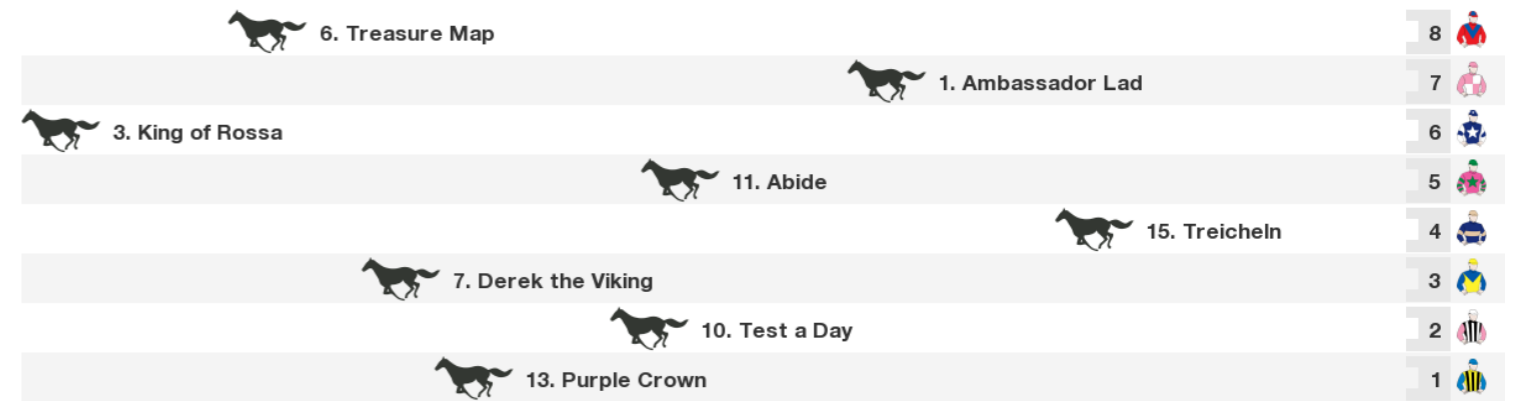 6. Treasure Map 8
1. Ambassador Lad 7
3. King of Rossa 6
11. Abide 5
15. Treicheln 4
7. Derek the Viking 3
10. Test a Day 2
13. Purple Crown 1